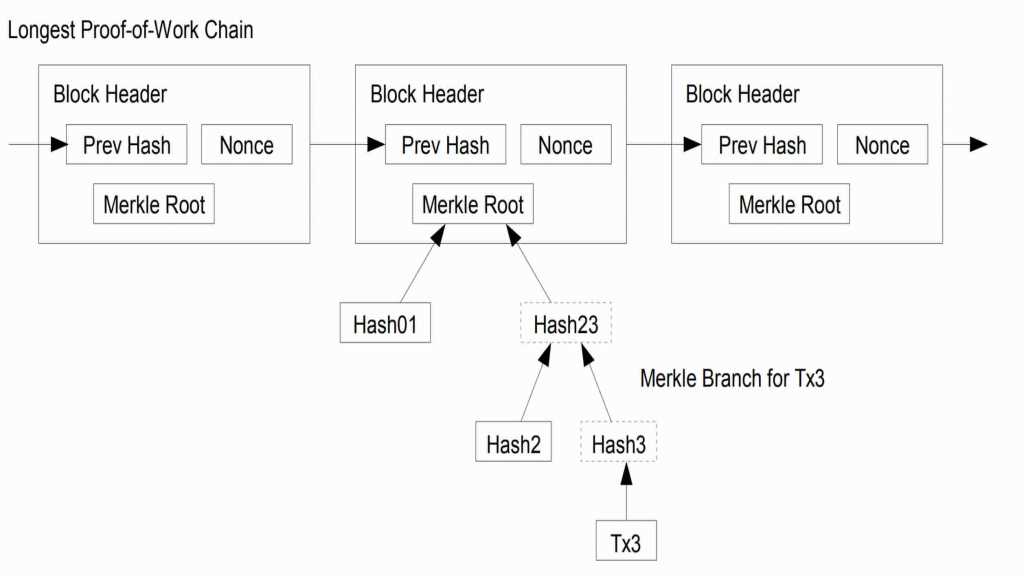 Longest Proof-of-Work Chain
Block Header
Prev Hash
Nonce
Merkle Root
Block Header
Prev Hash
Nonce
Merkle Root
Block Header
Prev Hash
Nonce
Merkle Root
Hash01
Hash23
Merkle Branch for Tx3
Hash2
Hash3
Tx3